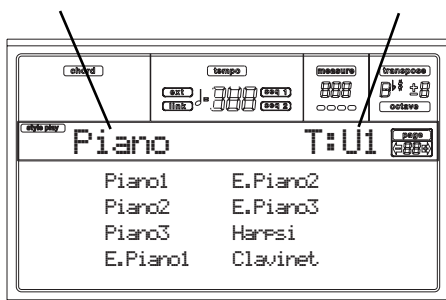 chord tempo measure transpose
ext seq 1
link seq 2
octave
style play Piano T:U1 page
Piano1 E.Piano2
Piano2 E.Piano3
Piano3 Harpsi
E.Piano1 Clavinet